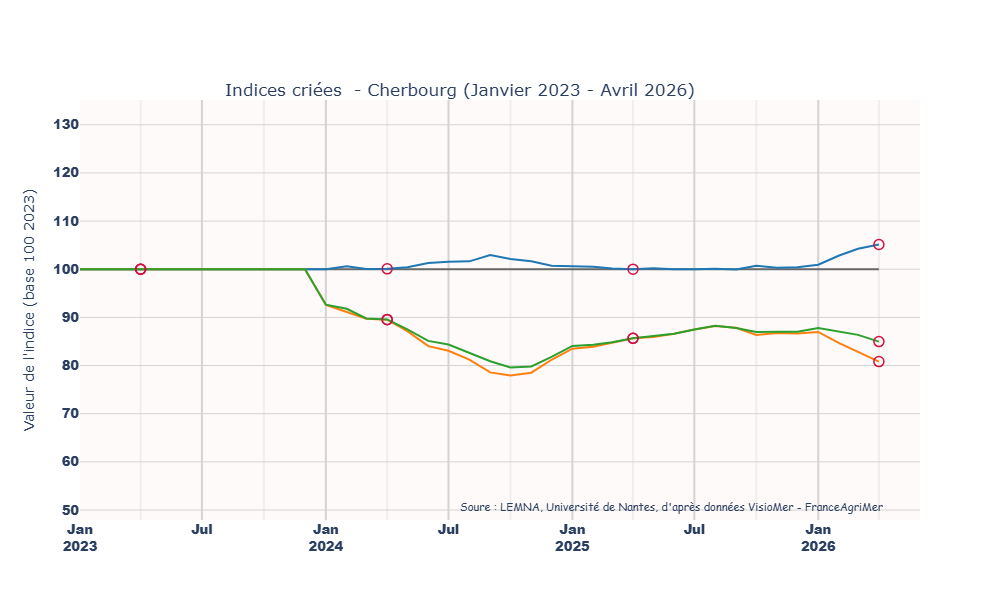 Indices criées  - Cherbourg (Janvier 2023 - Avril 2026)
Valeur de l'indice (base 100 2023)
130
120
110
100
90
80
70
60
50
Soure : LEMNA, Université de Nantes, d'après données VisioMer - FranceAgriMer
Jan Jul Jan Jul Jan Jul Jan
2023 2024 2025 2026